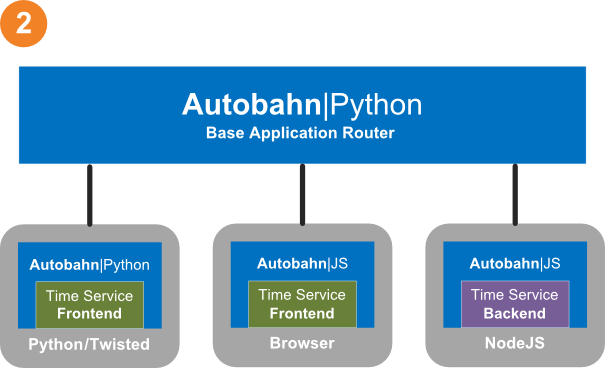 2
Autobahn|Python
Base Application Router
Autobahn|Python
Time Service
Frontend
Python/Twisted
Autobahn|JS
Time Service
Frontend
Browser
Autobahn|JS
Time Service
Backend
NodeJS